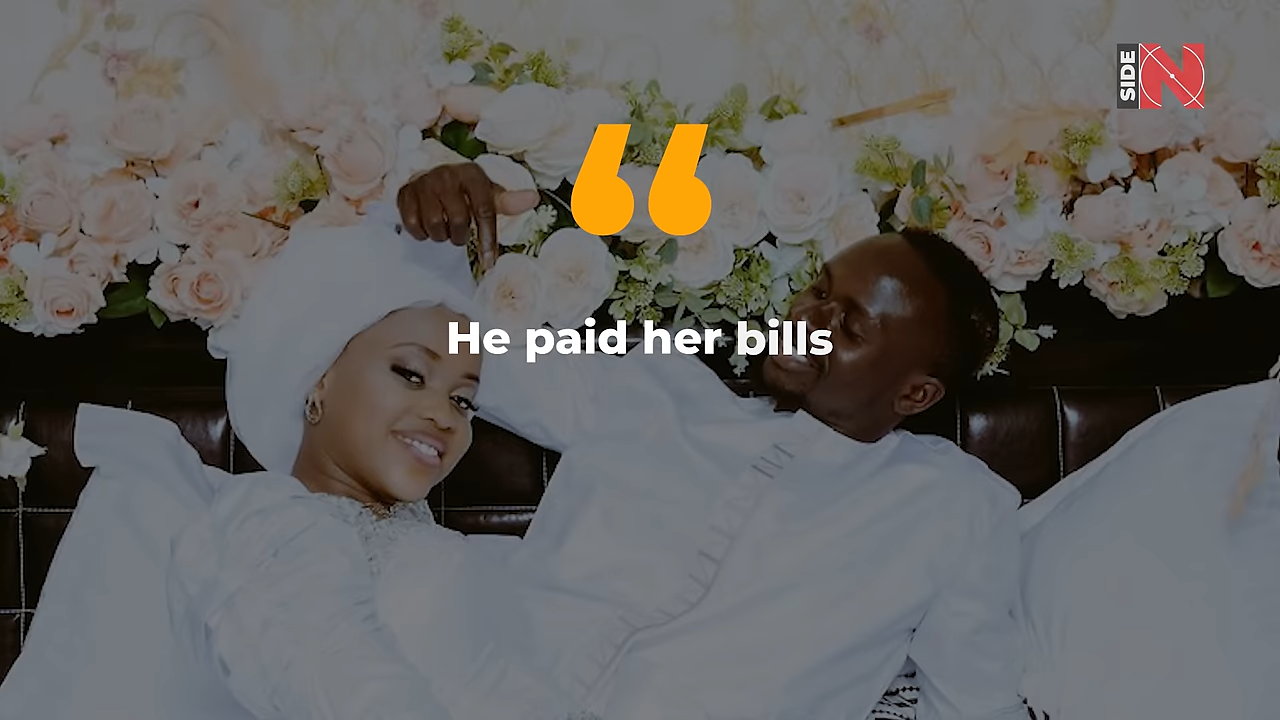 SIDE N
“
He paid her bills